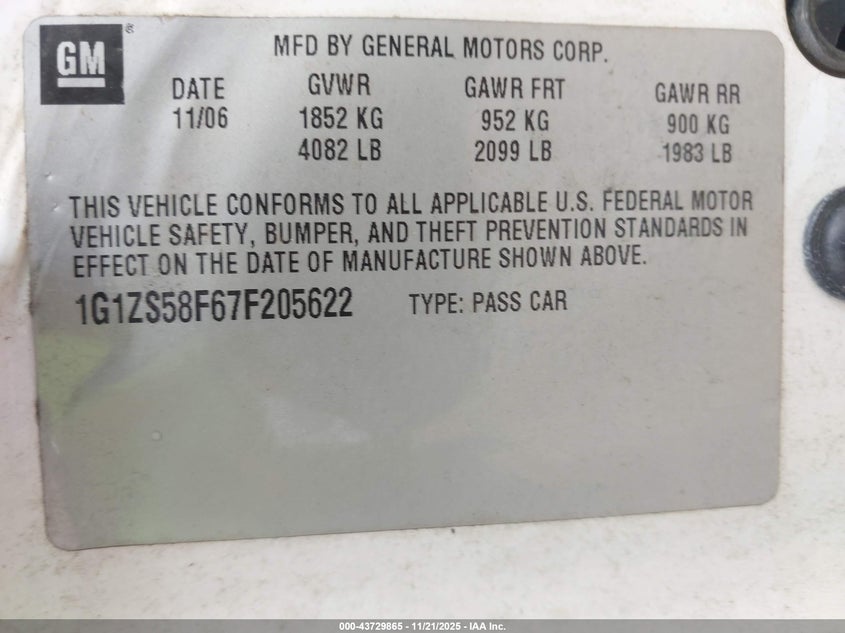 GM ®
MFD BY GENERAL MOTORS CORP.
DATE GVWR GAWR FRT GAWR RR
11/06 1852 KG 952 KG 900 KG
4082 LB 2099 LB 1983 LB
THIS VEHICLE CONFORMS TO ALL APPLICABLE U.S. FEDERAL MOTOR
VEHICLE SAFETY, BUMPER, AND THEFT PREVENTION STANDARDS IN
EFFECT ON THE DATE OF MANUFACTURE SHOWN ABOVE.
1G1ZS58F67F205622 TYPE: PASS CAR
000-43729865 - 11/21/2025 - IAA Inc.